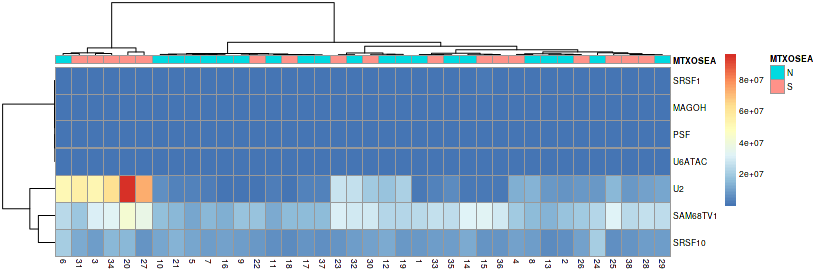 MTXOSEA
MTXOSEA
N
S
8e+07
6e+07
4e+07
2e+07
SRSF1
MAGOH
PSF
U6ATAC
U2
SAM68TV1
SRSF10
6 31 3 34 20 27 10 21 5 7 16 9 22 11 18 17 37 23 32 30 12 19 1 33 35 14 15 36 4 8 13 2 26 24 25 38 28 29